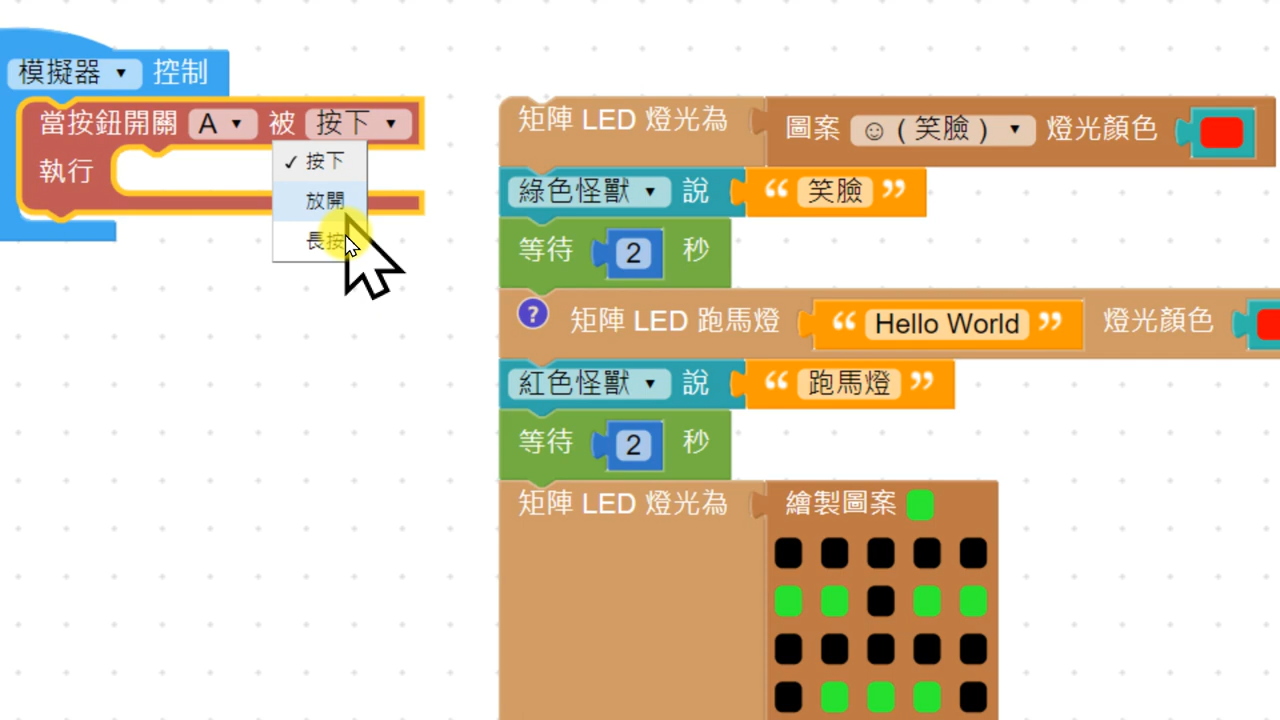 模擬器 ▼ 控制
當按鈕開關 A ▼ 被 按下 ▼
✓ 按下
執行
放開
長按
矩陣 LED 燈光為 圖案 ☺ ( 笑臉 ) ▼ 燈光顏色
綠色怪獸 ▼ 說 “ 笑臉 ”
等待 2 秒
? 矩陣 LED 跑馬燈 “ Hello World ” 燈光顏色
紅色怪獸 ▼ 說 “ 跑馬燈 ”
等待 2 秒
矩陣 LED 燈光為 繪製圖案